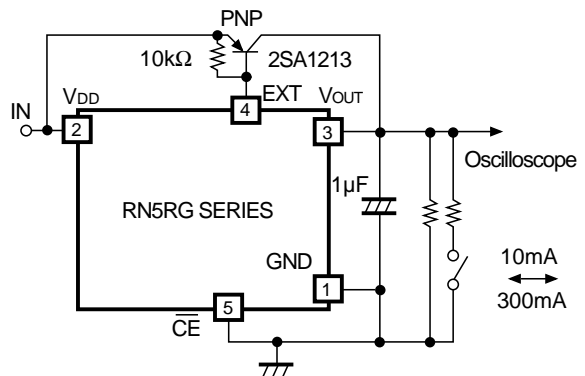 PNP
10kΩ
2SA1213
IN
VDD
EXT
VOUT
4
2
3
Oscilloscope
1µF
RN5RG SERIES
GND
10mA
300mA
1
5
CE